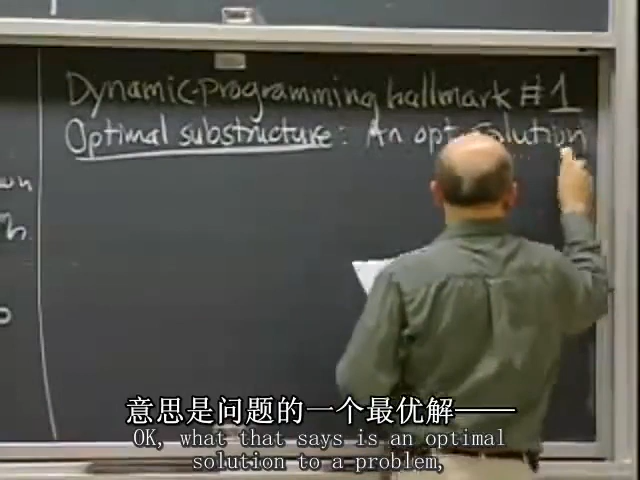 Dynamic-programming hallmark #1
Optimal substructure: An opt. solution
wn
h.
意思是问题的一个最优解——
OK, what that says is an optimal
solution to a problem,